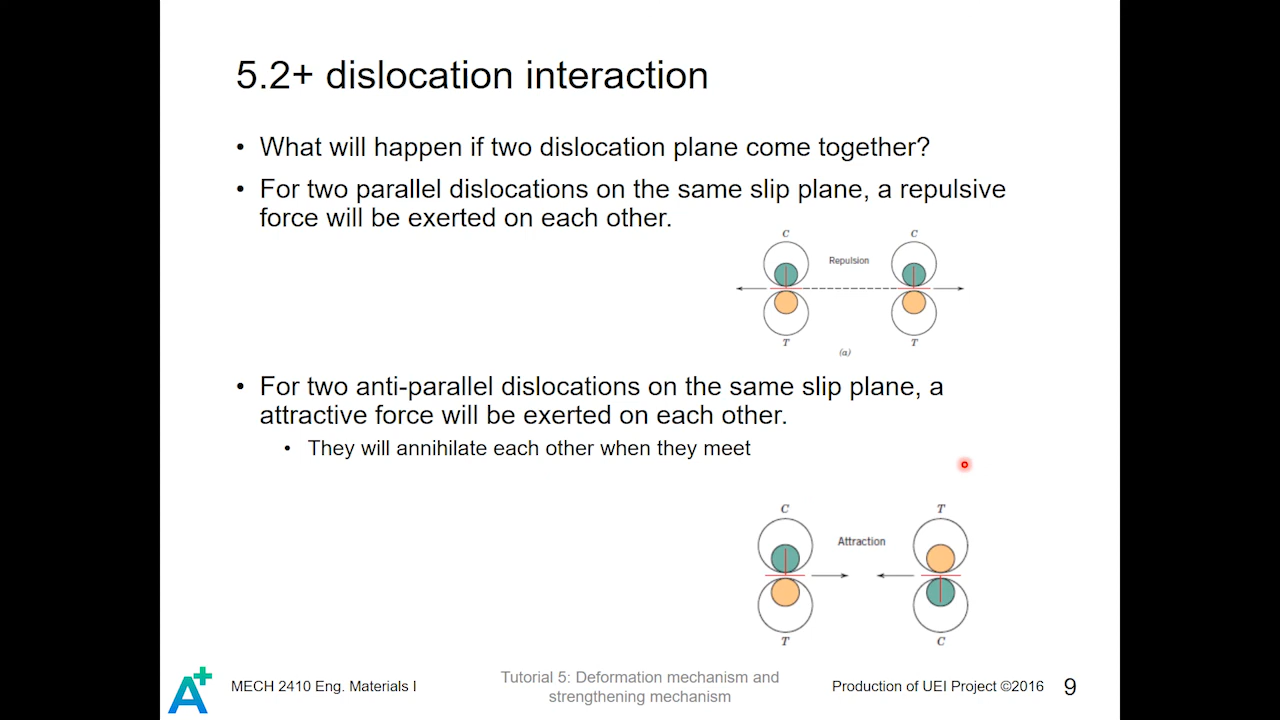 5.2+ dislocation interaction
• What will happen if two dislocation plane come together?
• For two parallel dislocations on the same slip plane, a repulsive
force will be exerted on each other.
C
C
Repulsion
T
T
(a)
• For two anti-parallel dislocations on the same slip plane, a
attractive force will be exerted on each other.
• They will annihilate each other when they meet
C
T
Attraction
T
C
A+
MECH 2410 Eng. Materials I
Tutorial 5: Deformation mechanism and
strengthening mechanism
Production of UEI Project ©2016
9